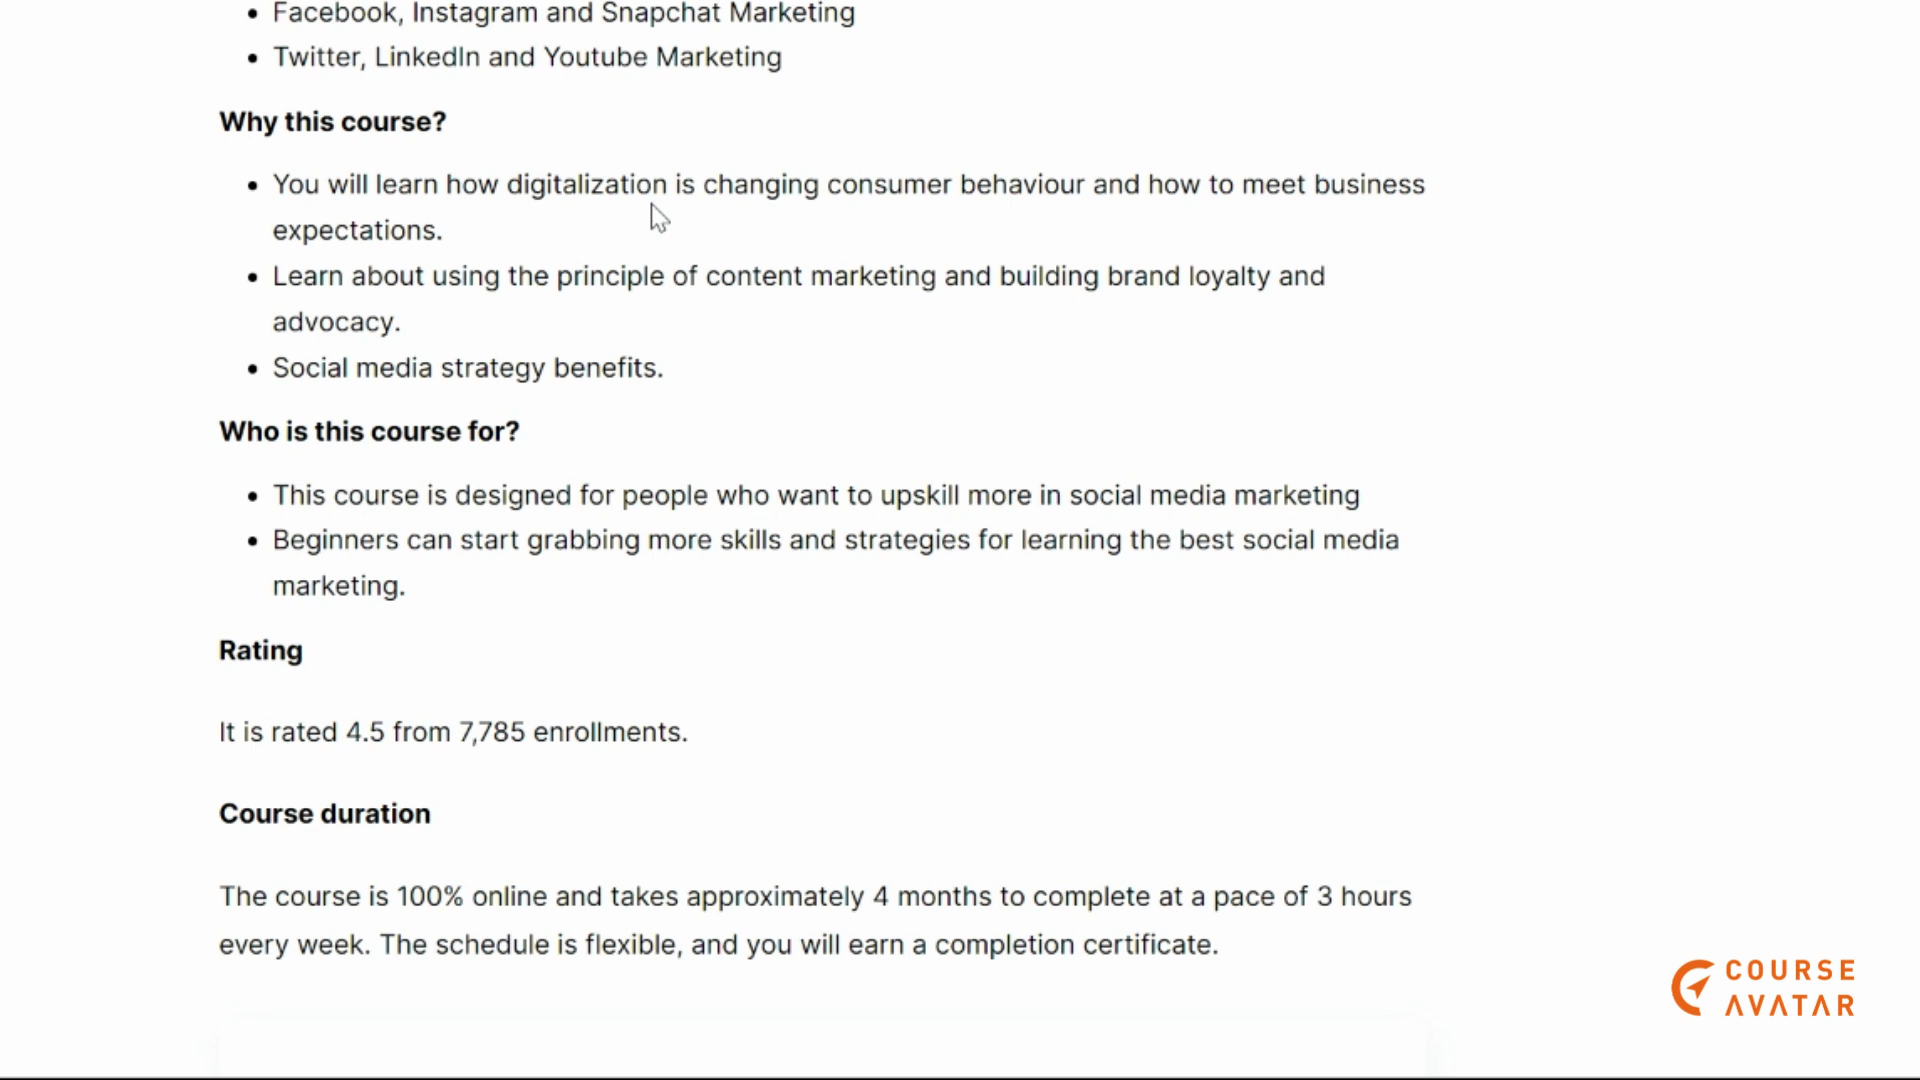 • Facebook, Instagram and Snapchat Marketing
• Twitter, LinkedIn and Youtube Marketing
Why this course?
• You will learn how digitalization is changing consumer behaviour and how to meet business
expectations.
• Learn about using the principle of content marketing and building brand loyalty and
advocacy.
• Social media strategy benefits.
Who is this course for?
• This course is designed for people who want to upskill more in social media marketing
• Beginners can start grabbing more skills and strategies for learning the best social media
marketing.
Rating
It is rated 4.5 from 7,785 enrollments.
Course duration
The course is 100% online and takes approximately 4 months to complete at a pace of 3 hours
every week. The schedule is flexible, and you will earn a completion certificate.
COURSE
AVATAR